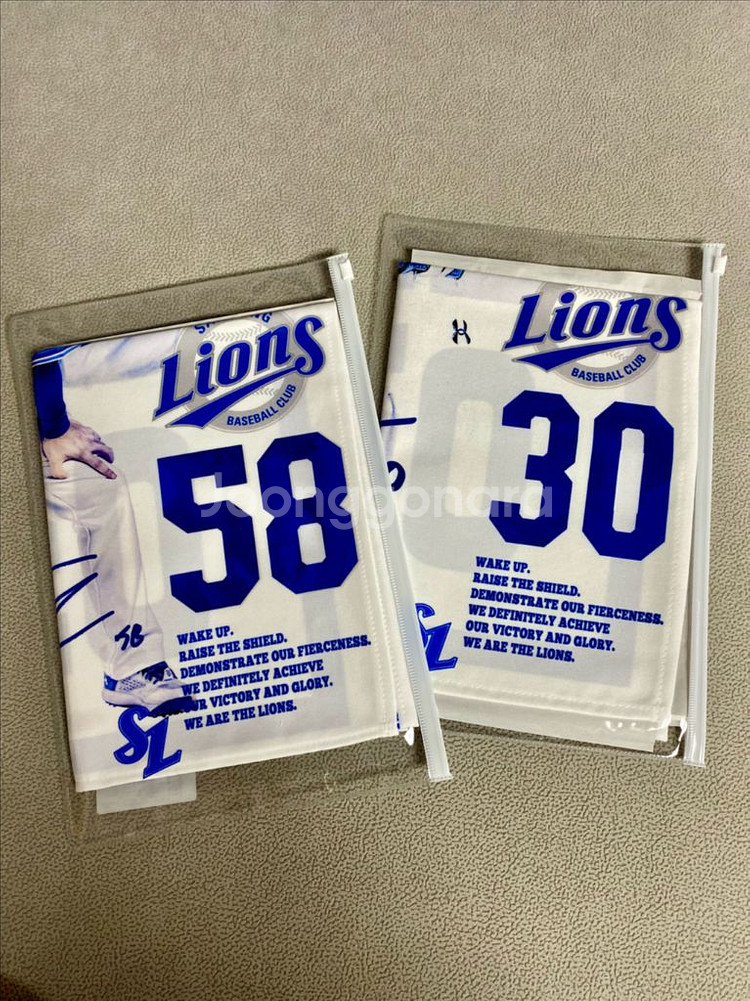 SAMSUNG
Lions
BASEBALL CLUB
58
58
WAKE UP.
RAISE THE SHIELD.
DEMONSTRATE OUR FIERCENESS.
WE DEFINITELY ACHIEVE
OUR VICTORY AND GLORY.
WE ARE THE LIONS.
SL
Lions
BASEBALL CLUB
30
WAKE UP.
RAISE THE SHIELD.
DEMONSTRATE OUR FIERCENESS.
WE DEFINITELY ACHIEVE
OUR VICTORY AND GLORY.
WE ARE THE LIONS.
SL
Joonggonara